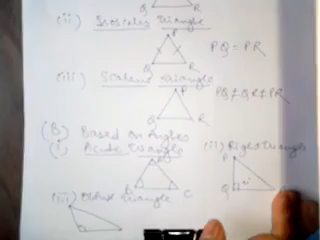 Q R
(ii) Isosceles Triangle
P
PQ = PR
Q R
(iii) Scalene Triangle
P
PQ ≠ QR ≠ PR
Q R
(B) Based on Angles
(i) Acute Triangle (ii) Right Triangle
P
Q
C
(iii) Obtuse Triangle